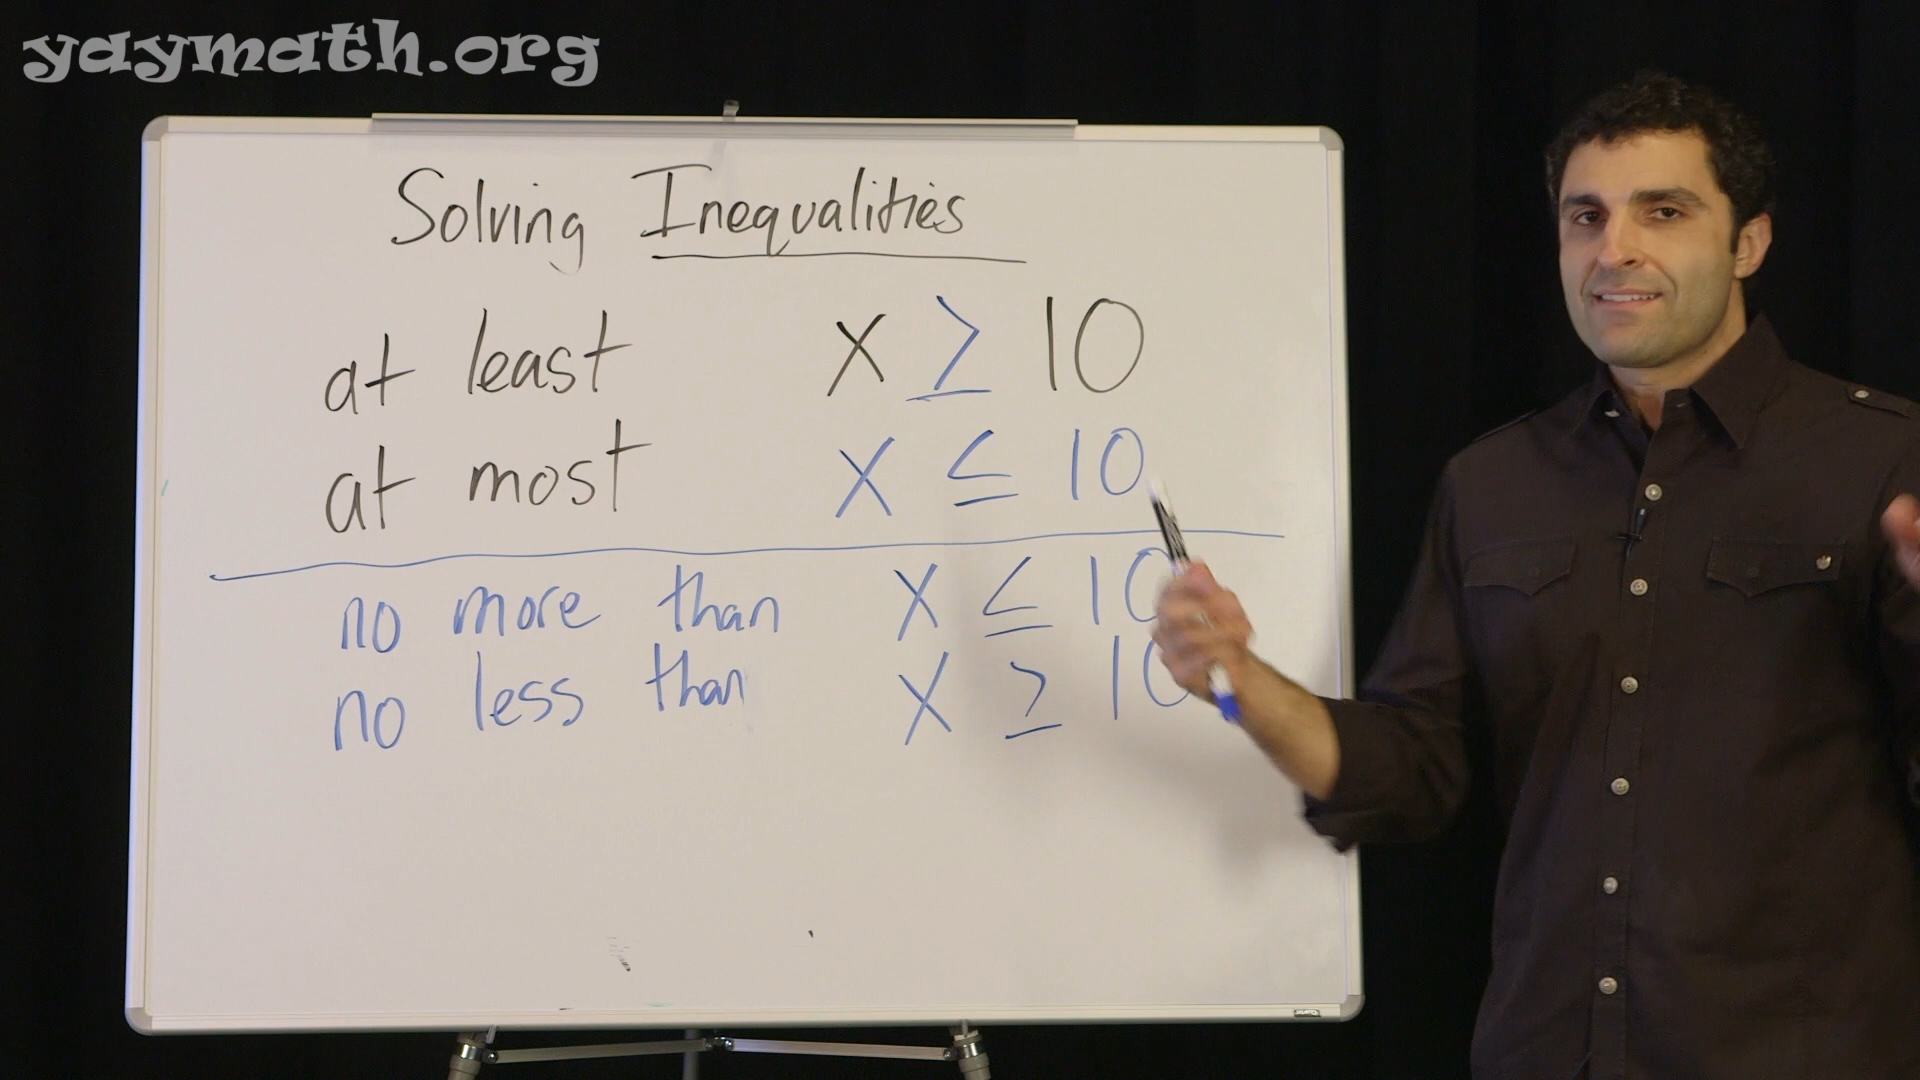 yaymath.org
Solving Inequalities
at least x ≥ 10
at most x ≤ 10
no more than x ≤ 10
no less than x ≥ 10